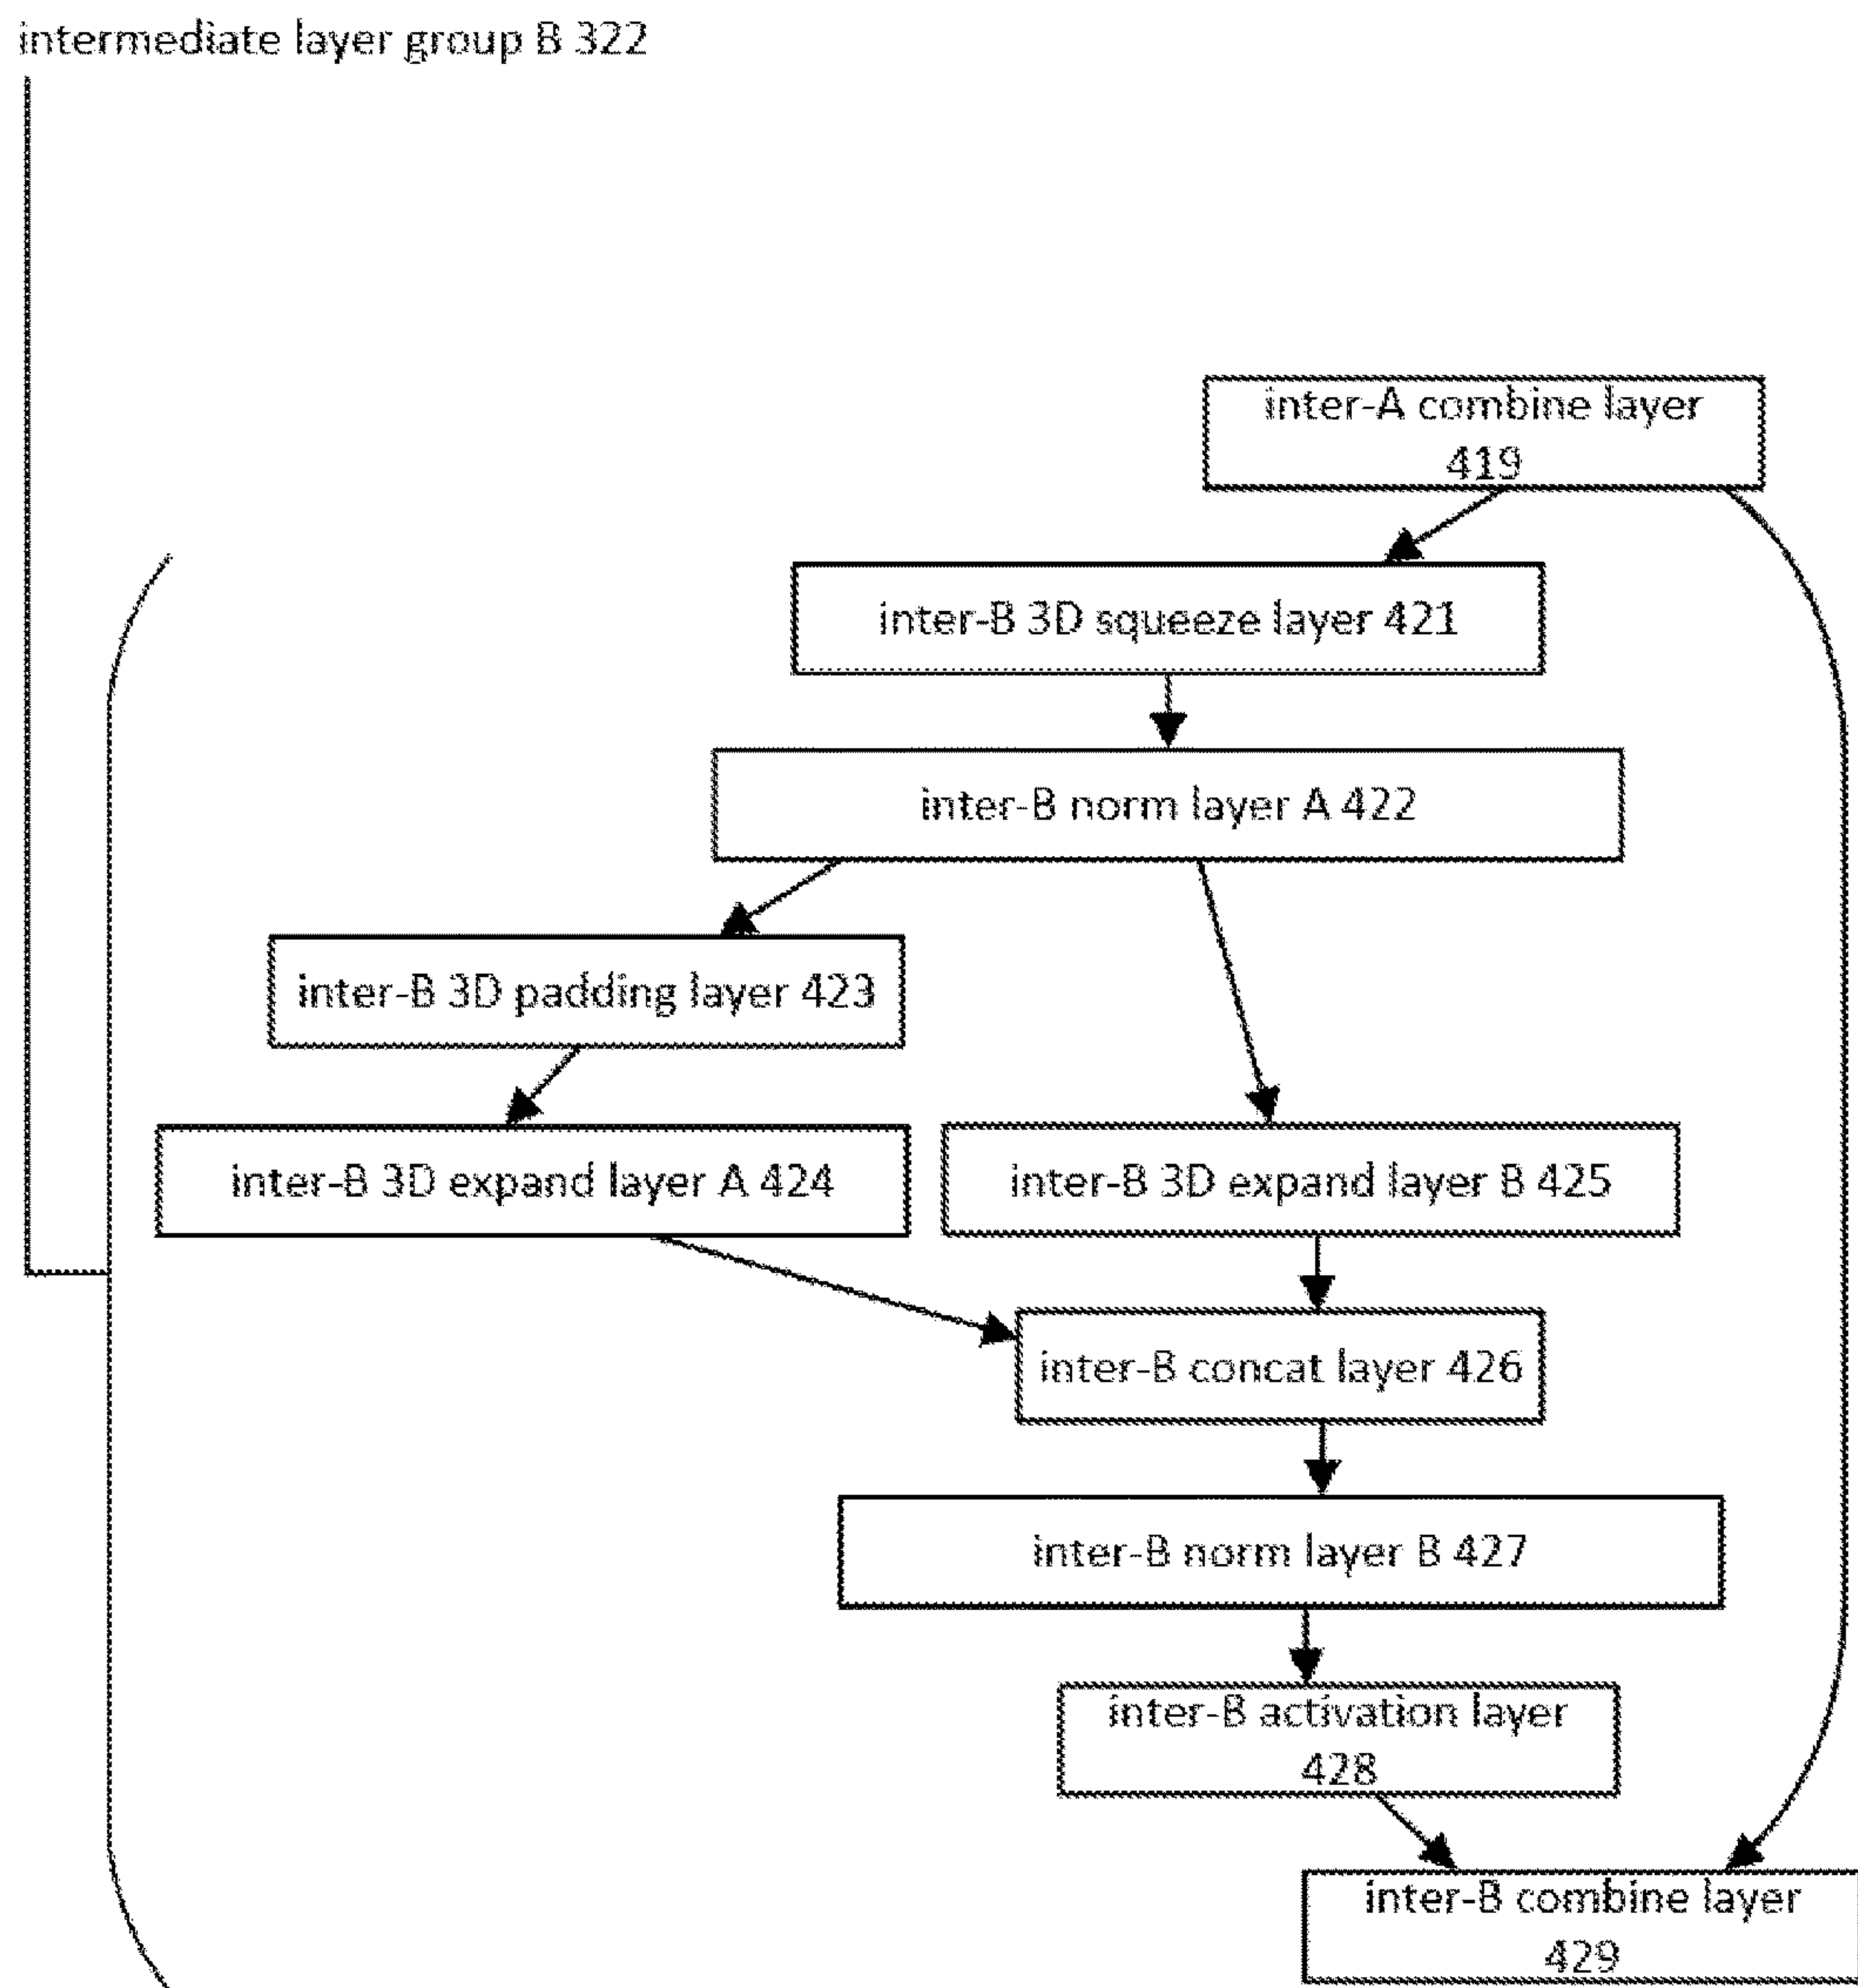 intermediate layer group B 322
inter-A combine layer
419
inter-B 3D squeeze layer 421
inter-B norm layer A 422
inter-B 3D padding layer 423
inter-B 3D expand layer A 424
inter-B 3D expand layer B 425
inter-B concat layer 426
inter-B norm layer B 427
inter-B activation layer
428
inter-B combine layer
429